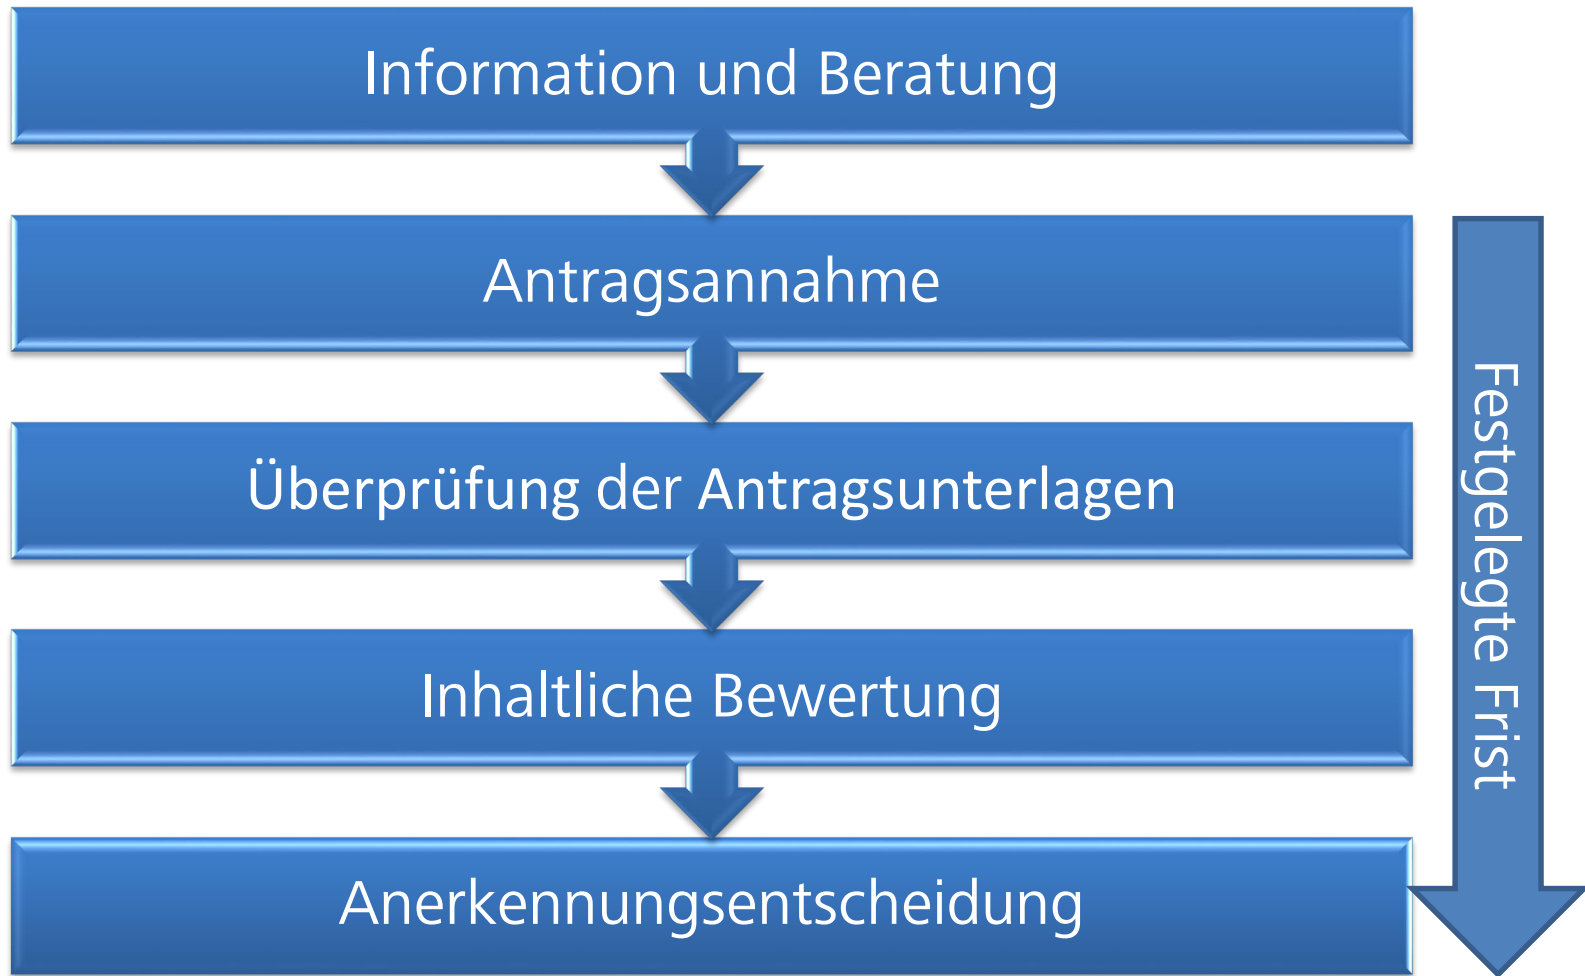 Information und Beratung
Antragsannahme
Überprüfung der Antragsunterlagen
Inhaltliche Bewertung
Anerkennungsentscheidung
Festgelegte Frist